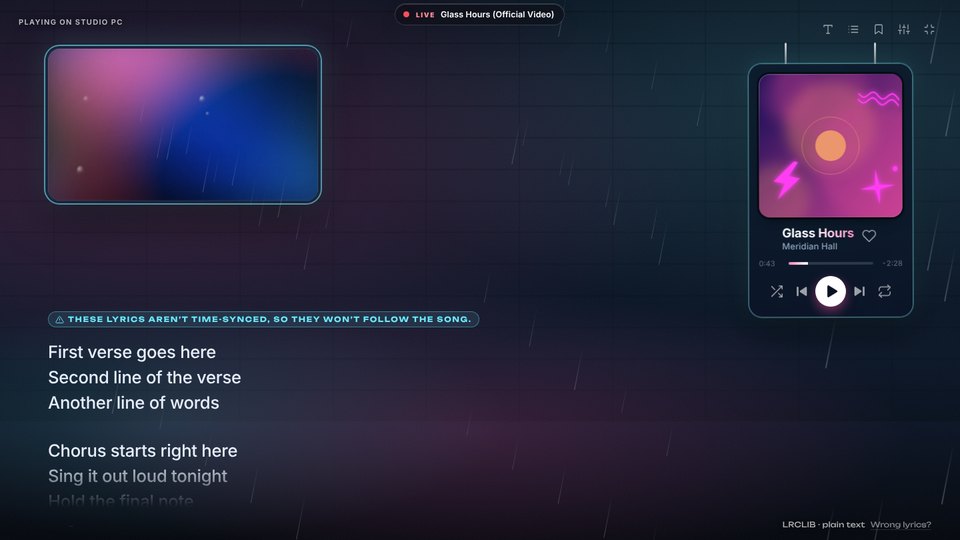 PLAYING ON STUDIO PC
LIVE Glass Hours (Official Video)
Glass Hours
Meridian Hall
0:43 -2:28
THESE LYRICS AREN'T TIME-SYNCED, SO THEY WON'T FOLLOW THE SONG.
First verse goes here
Second line of the verse
Another line of words
Chorus starts right here
Sing it out loud tonight
Hold the final note
LRCLIB · plain text Wrong lyrics?